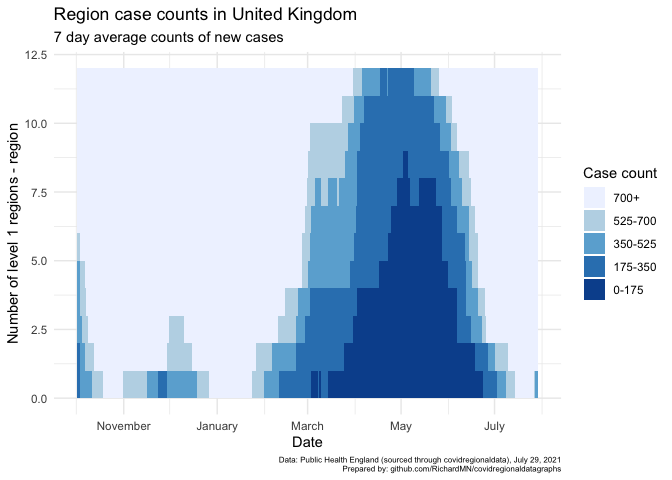 Region case counts in United Kingdom
7 day average counts of new cases
12.5
10.0
7.5
5.0
2.5
0.0
Number of level 1 regions - region
November
January
March
May
July
Date
Case count
700+
525-700
350-525
175-350
0-175
Data: Public Health England (sourced through covidregionaldata), July 29, 2021
Prepared by: github.com/RichardMN/covidregionaldatagraphs